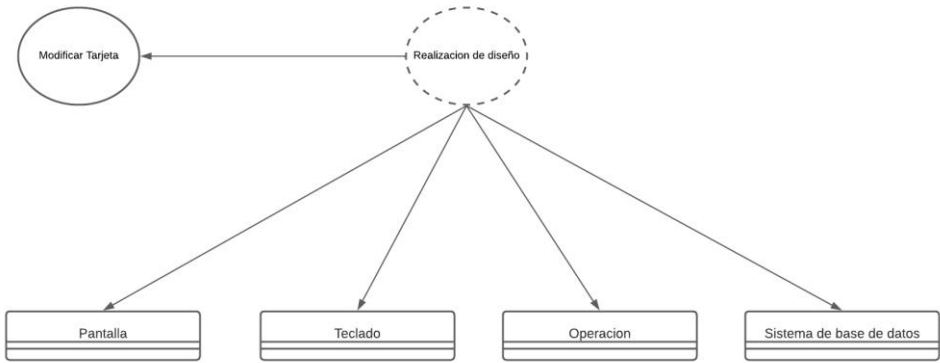 Modificar Tarjeta
Realizacion de diseño
Pantalla
Teclado
Operacion
Sistema de base de datos